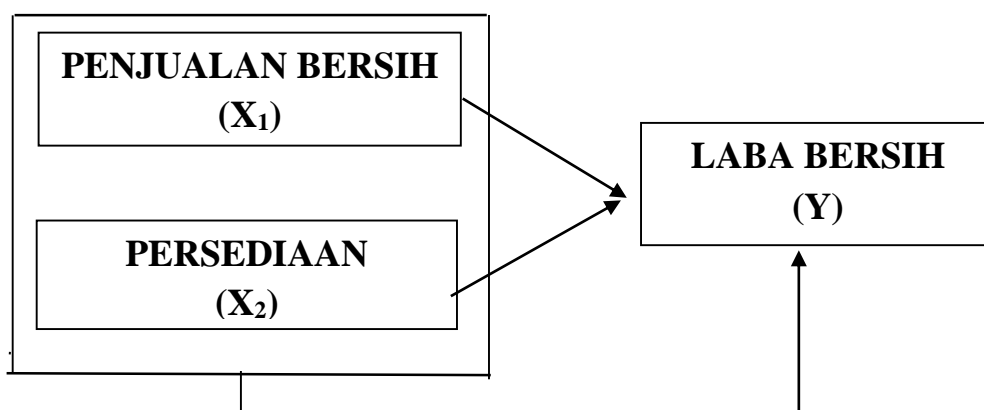 PENJUALAN BERSIH
(X₁)
LABA BERSIH
(Y)
PERSEDIAAN
(X₂)